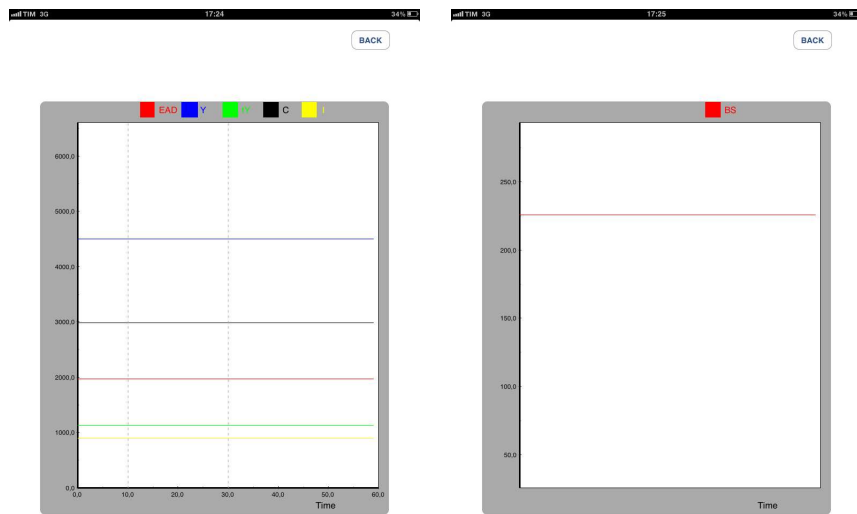 TIM 3G 17:24 34%
BACK
EAD Y IY C I
6000,0
5000,0
4000,0
3000,0
2000,0
1000,0
0,0
0,0 10,0 20,0 30,0 40,0 50,0 60,0
Time
TIM 3G 17:25 34%
BACK
BS
250,0
200,0
150,0
100,0
50,0
Time